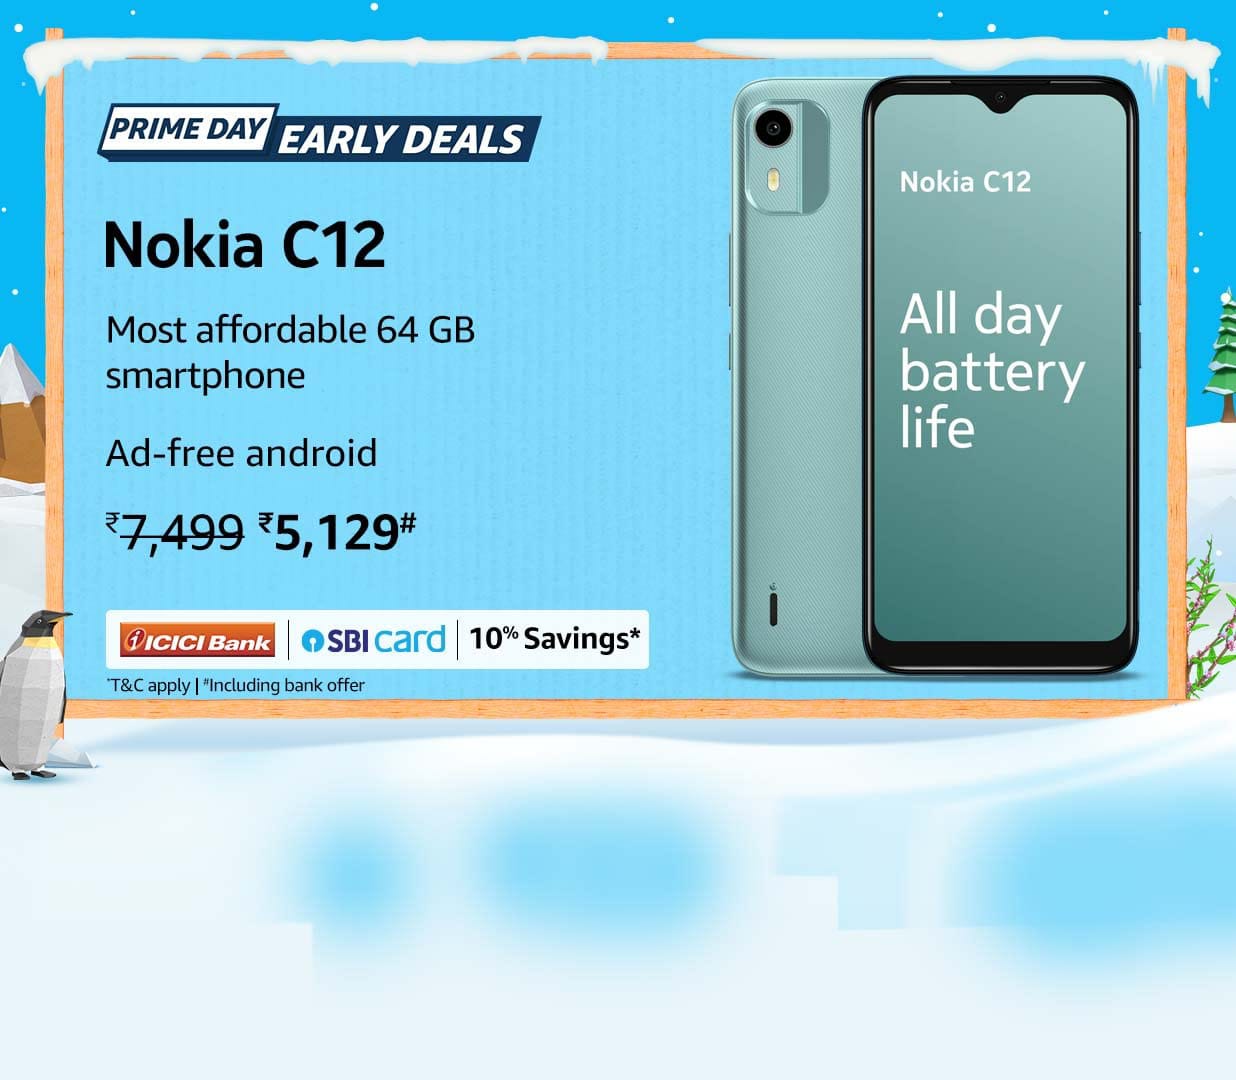 PRIME DAY EARLY DEALS
Nokia C12
Most affordable 64 GB
smartphone
Ad-free android
₹7,499 ₹5,129#
ICICI Bank | SBI card | 10% Savings*
*T&C apply | #Including bank offer
Nokia C12
All day
battery
life